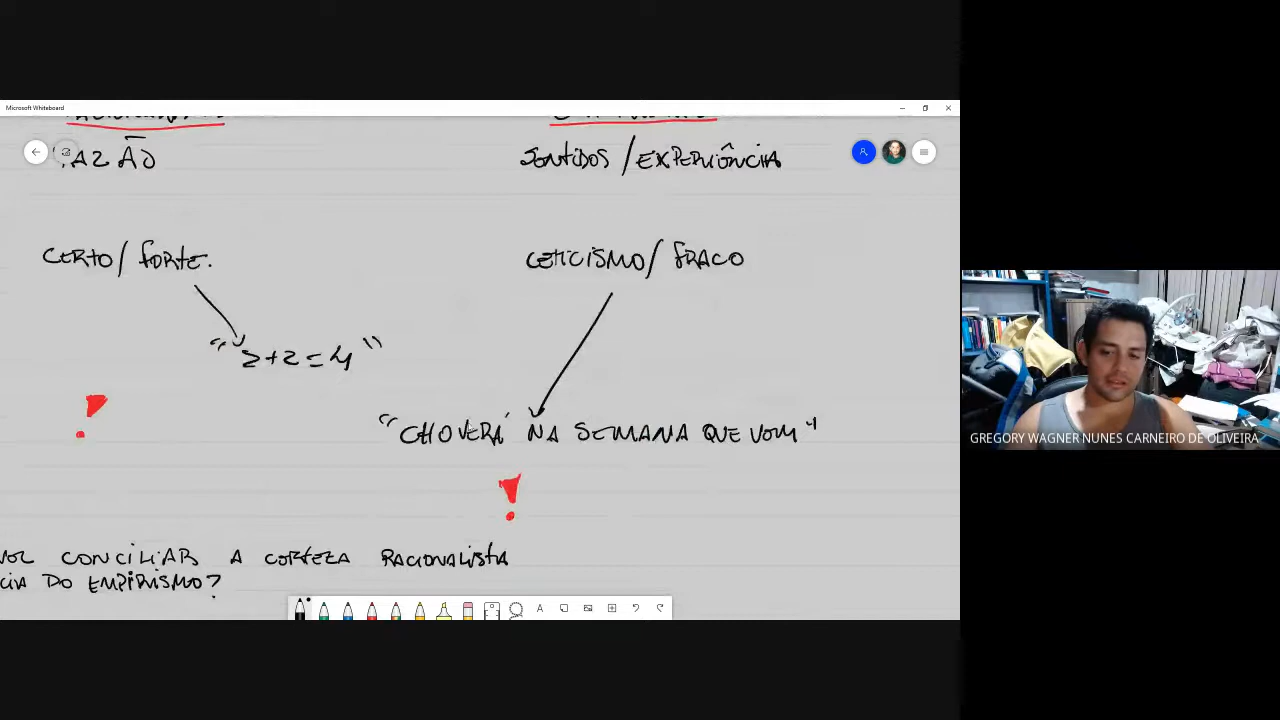 Microsoft Whiteboard
SENTIDOS / EXPERIÊNCIA
CERTO / FORTE.
CETICISMO / FRACO
"2+2=4"
"CHOVERÁ NA SEMANA QUE VEM"
GREGORY WAGNER NUNES CARNEIRO DE OLIVEIRA
CONCILIAR A CERTEZA RACIONALISTA
DO EMPIRISMO?
A